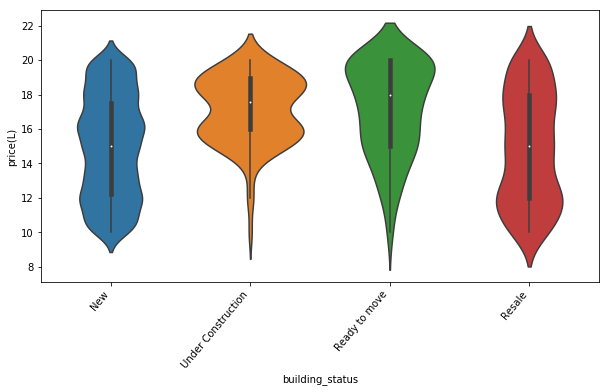 price(L)
22
20
18
16
14
12
10
8
New
Under Construction
Ready to move
Resale
building_status